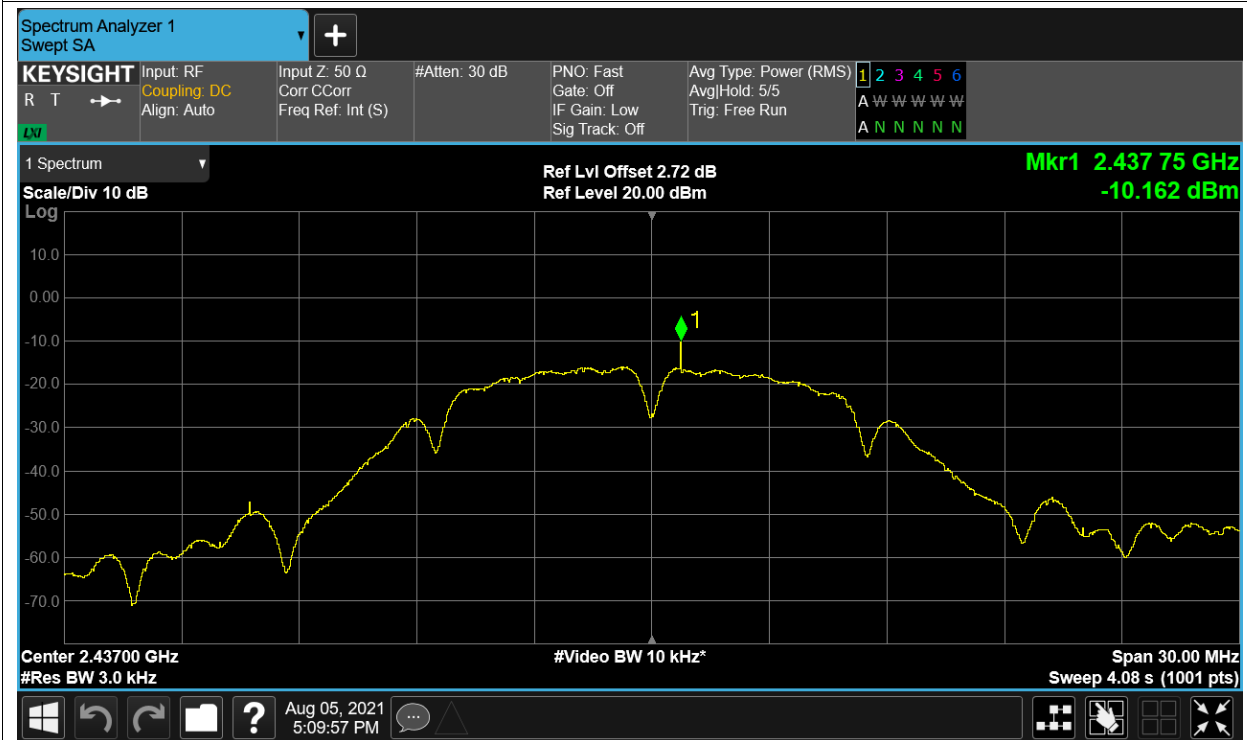 Spectrum Analyzer 1
Swept SA
KEYSIGHT
R T
LXI
Input: RF
Coupling: DC
Align: Auto
Input Z: 50 Ω
Corr CCorr
Freq Ref: Int (S)
#Atten: 30 dB
PNO: Fast
Gate: Off
IF Gain: Low
Sig Track: Off
Avg Type: Power (RMS)
Avg|Hold: 5/5
Trig: Free Run
1 2 3 4 5 6
A W W W W W
A N N N N N
1 Spectrum
Scale/Div 10 dB
Ref Lvl Offset 2.72 dB
Ref Level 20.00 dBm
Mkr1 2.437 75 GHz
-10.162 dBm
Log
10.0
0.00
1
-10.0
-20.0
-30.0
-40.0
-50.0
-60.0
-70.0
Center 2.43700 GHz
#Res BW 3.0 kHz
#Video BW 10 kHz*
Span 30.00 MHz
Sweep 4.08 s (1001 pts)
?
Aug 05, 2021
5:09:57 PM